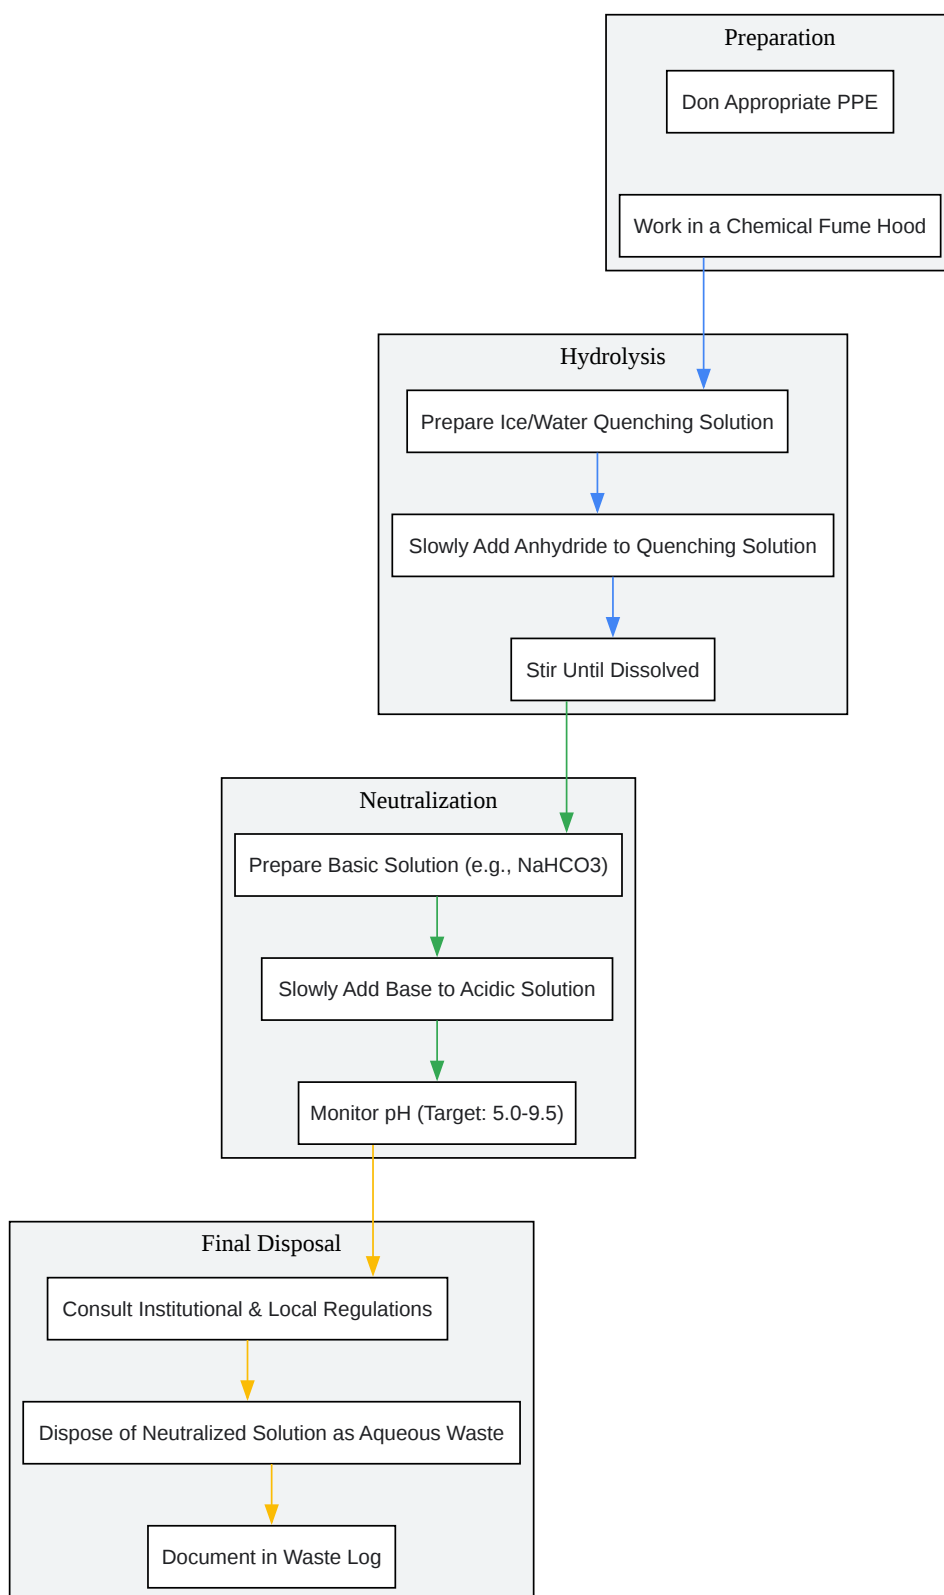 Preparation
Don Appropriate PPE
Work in a Chemical Fume Hood
Hydrolysis
Prepare Ice/Water Quenching Solution
Slowly Add Anhydride to Quenching Solution
Stir Until Dissolved
Neutralization
Prepare Basic Solution (e.g., NaHCO3)
Slowly Add Base to Acidic Solution
Monitor pH (Target: 5.0-9.5)
Final Disposal
Consult Institutional & Local Regulations
Dispose of Neutralized Solution as Aqueous Waste
Document in Waste Log